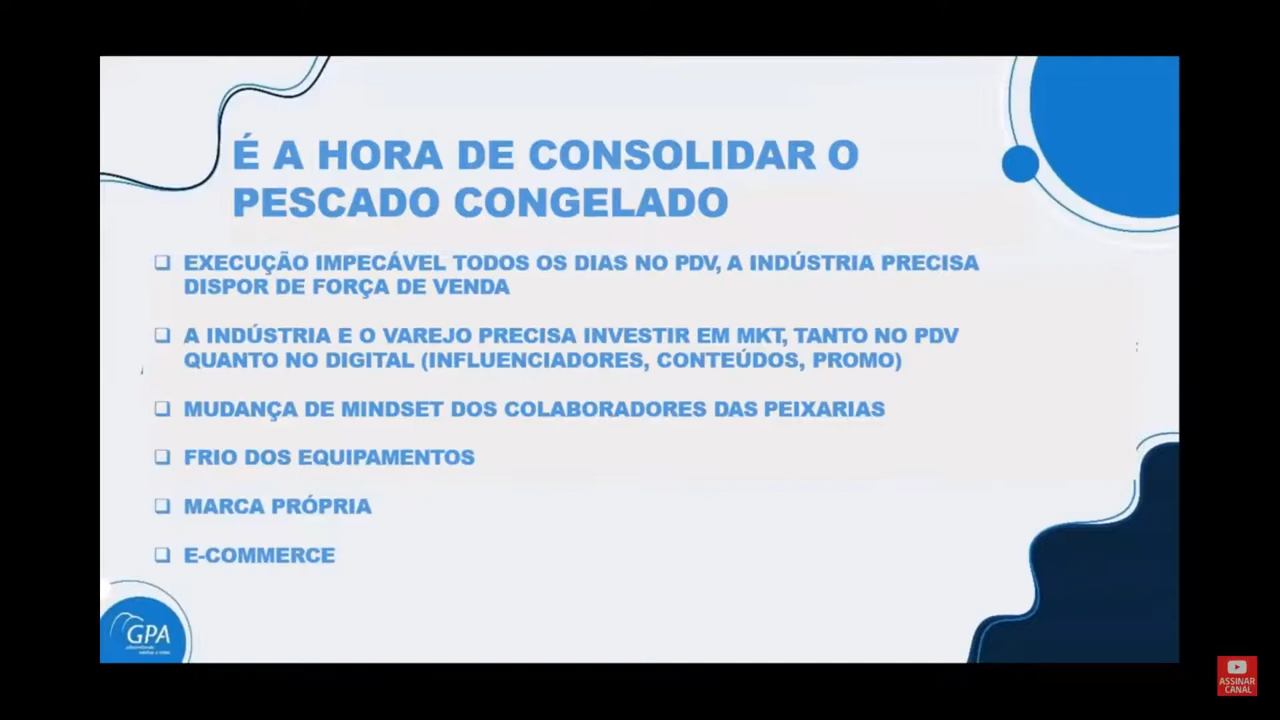 É A HORA DE CONSOLIDAR O
PESCADO CONGELADO
EXECUÇÃO IMPECÁVEL TODOS OS DIAS NO PDV, A INDÚSTRIA PRECISA
DISPOR DE FORÇA DE VENDA
A INDÚSTRIA E O VAREJO PRECISA INVESTIR EM MKT, TANTO NO PDV
QUANTO NO DIGITAL (INFLUENCIADORES, CONTEÚDOS, PROMO)
MUDANÇA DE MINDSET DOS COLABORADORES DAS PEIXARIAS
FRIO DOS EQUIPAMENTOS
MARCA PRÓPRIA
E-COMMERCE
GPA
ASSINAR
CANAL